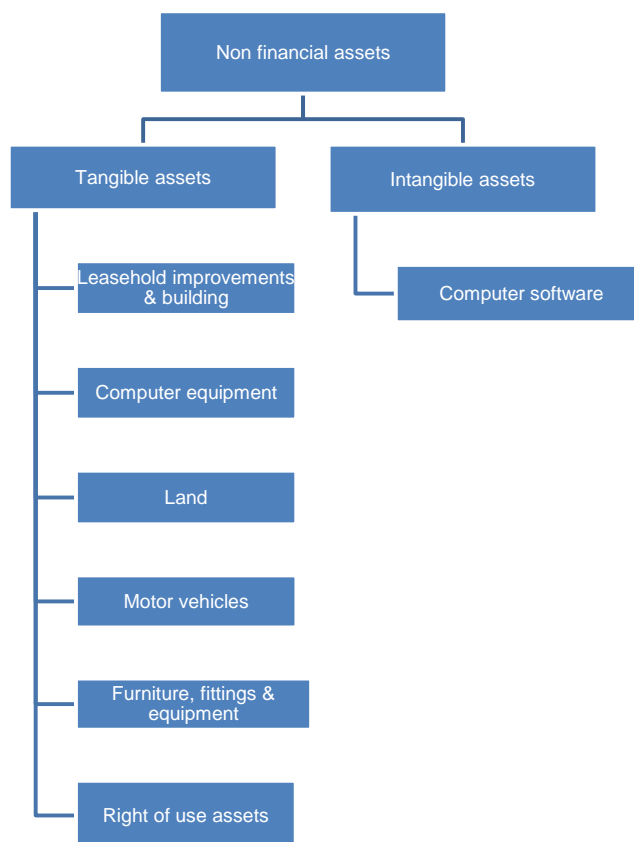 Non financial assets
Tangible assets
Intangible assets
Leasehold improvements
& building
Computer software
Computer equipment
Land
Motor vehicles
Furniture, fittings &
equipment
Right of use assets